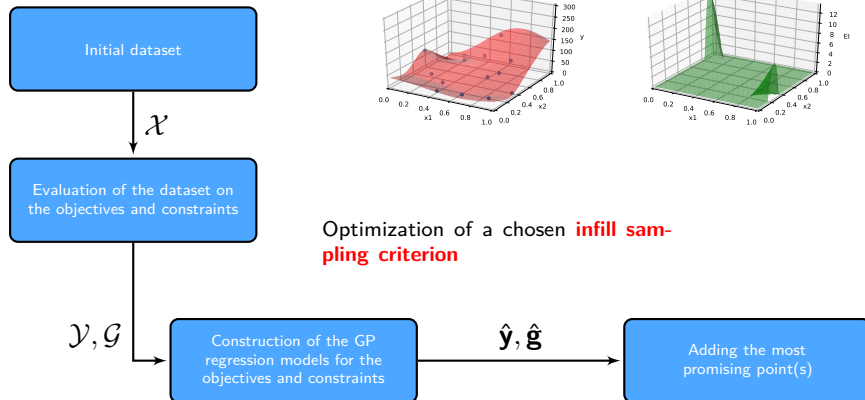 Initial dataset
300
250
200
150
100
50
0
y
0.0
0.2
0.4
0.6
0.8
1.0
x1
0.0
0.2
0.4
0.6
0.8
1.0
x2
12
10
8
6
4
2
0
EI
0.0
0.2
0.4
0.6
0.8
1.0
x1
0.0
0.2
0.4
0.6
0.8
1.0
x2
𝒳
Evaluation of the dataset on
the objectives and constraints
Optimization of a chosen infill sam-
pling criterion
𝒴, 𝒢
Construction of the GP
regression models for the
objectives and constraints
ŷ, ĝ
Adding the most
promising point(s)